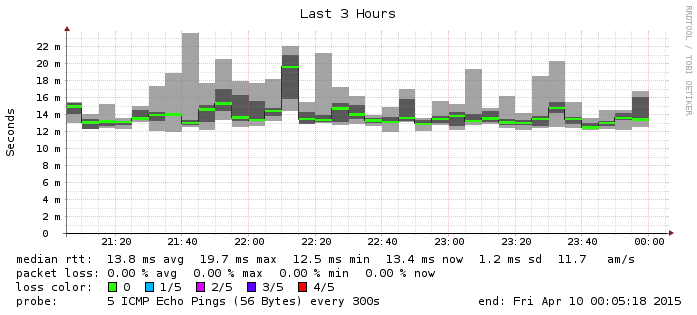 Last 3 Hours
RRDTOOL / TOBI OETIKER
Seconds
22 m
20 m
18 m
16 m
14 m
12 m
10 m
8 m
6 m
4 m
2 m
0
21:20 21:40 22:00 22:20 22:40 23:00 23:20 23:40 00:00
median rtt: 13.8 ms avg 19.7 ms max 12.5 ms min 13.4 ms now 1.2 ms sd 11.7 am/s
packet loss: 0.00 % avg 0.00 % max 0.00 % min 0.00 % now
loss color: 0 1/5 2/5 3/5 4/5
probe: 5 ICMP Echo Pings (56 Bytes) every 300s end: Fri Apr 10 00:05:18 2015